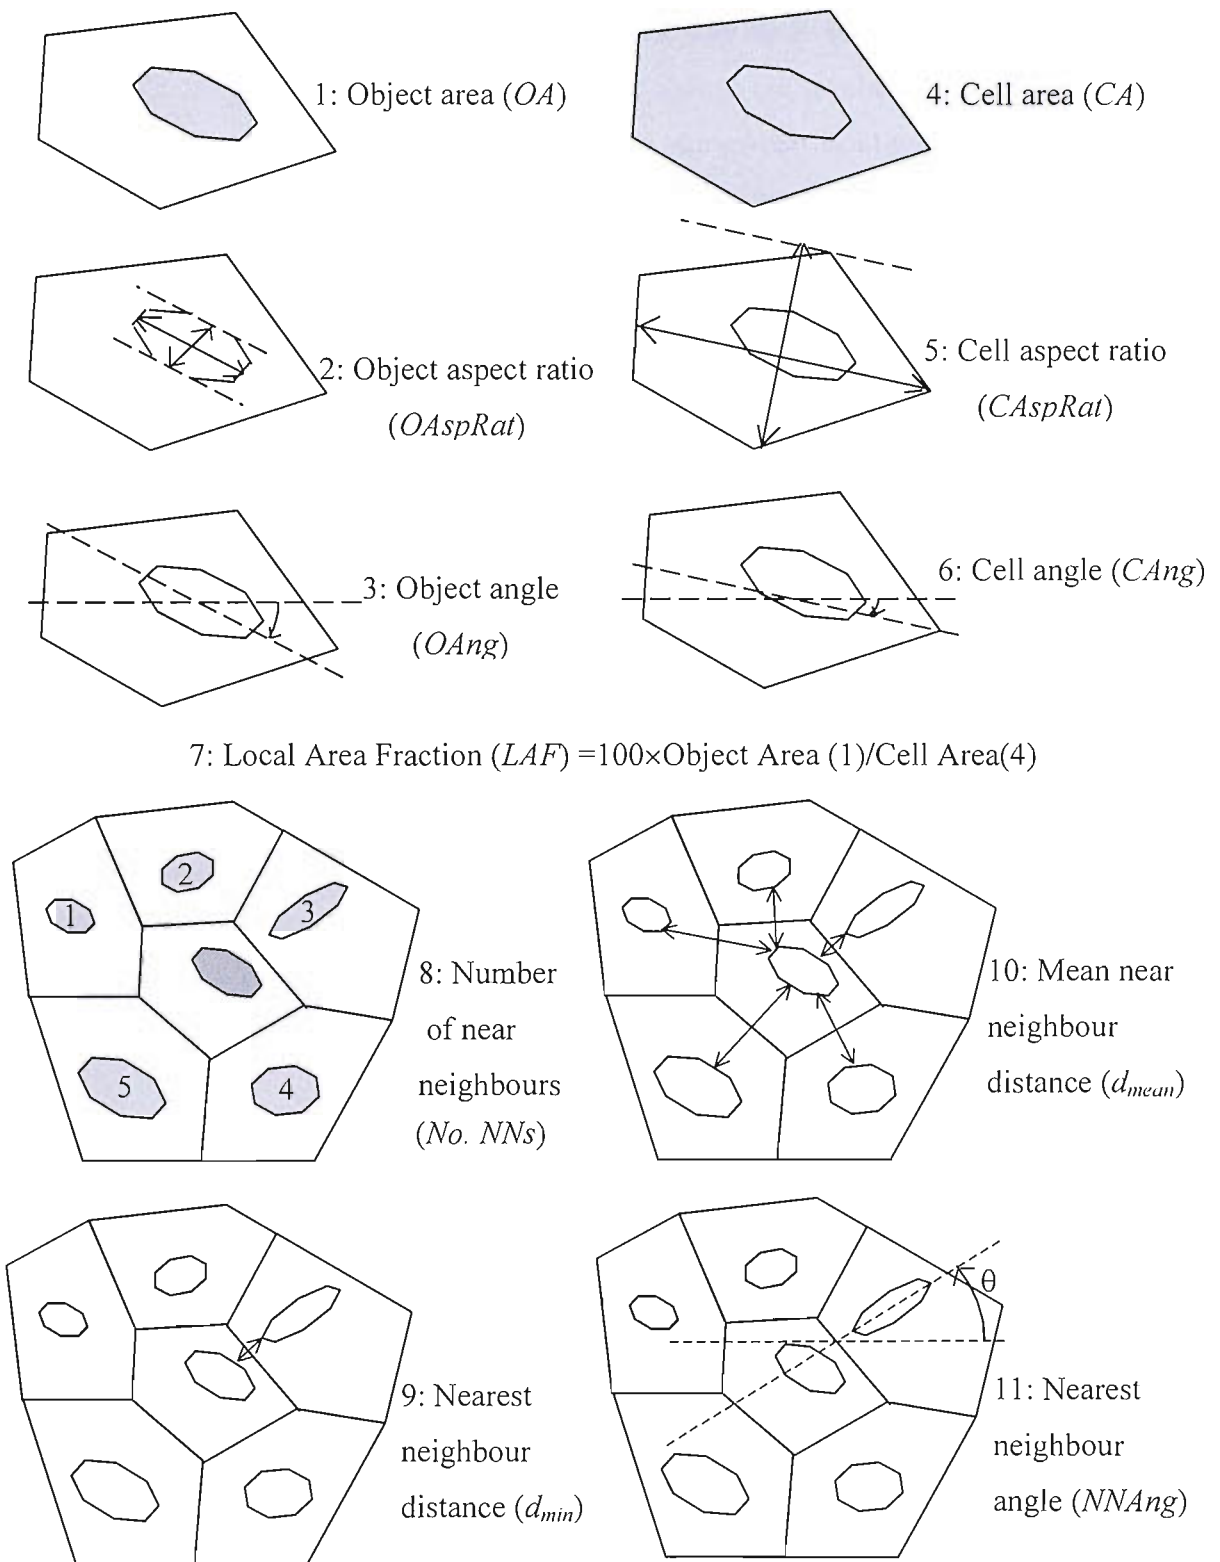 1: Object area (OA)
4: Cell area (CA)
2: Object aspect ratio
(OAspRat)
5: Cell aspect ratio
(CAspRat)
3: Object angle
(OAng)
6: Cell angle (CAng)
7: Local Area Fraction (LAF) =100×Object Area (1)/Cell Area(4)
1
2
3
4
5
8: Number
of near
neighbours
(No. NNs)
10: Mean near
neighbour
distance (dmean)
9: Nearest
neighbour
distance (dmin)
θ
11: Nearest
neighbour
angle (NNAng)